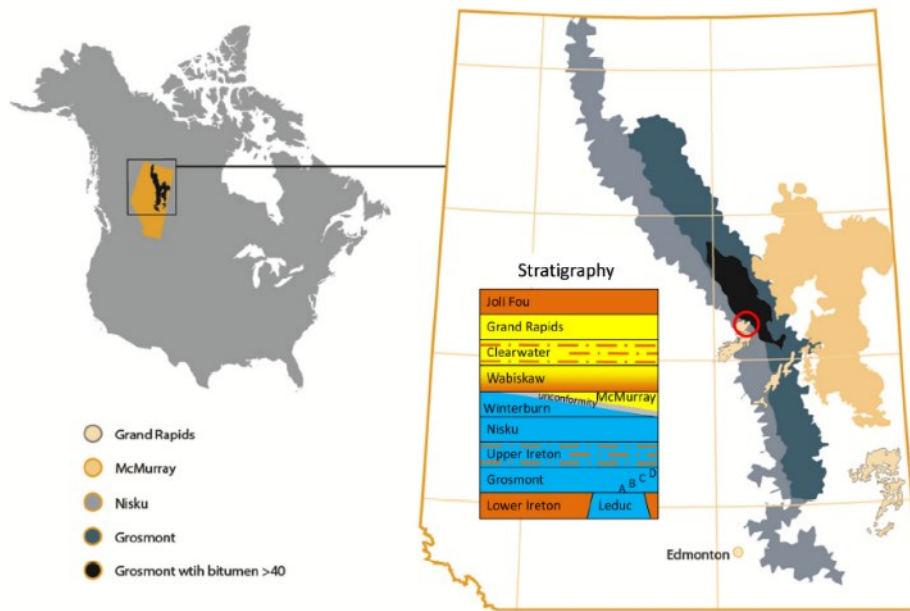 Stratigraphy
Joli Fou
Grand Rapids
Clearwater
Wabiskaw
unconformity McMurray
Winterburn
Nisku
Upper Ireton
Grosmont A B C D
Lower Ireton Leduc
Grand Rapids
McMurray
Nisku
Grosmont
Grosmont wtih bitumen >40
Edmonton